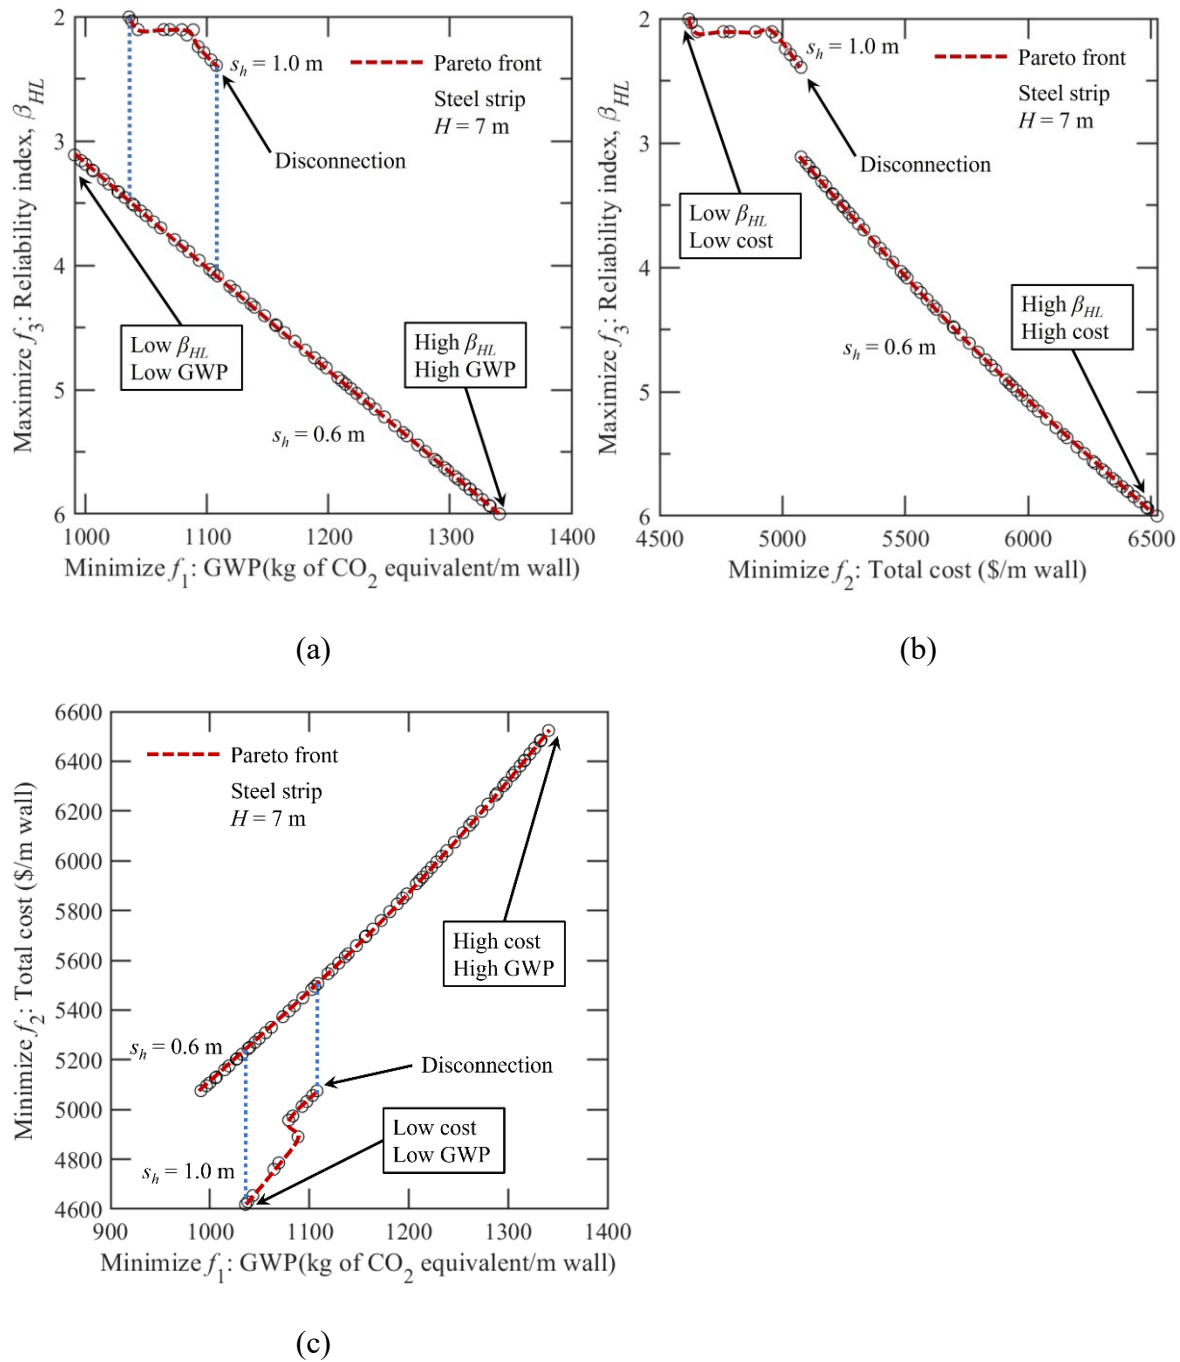 2
3
4
5
6
1000
1100
1200
1300
1400
Maximize f3: Reliability index, βHL
Minimize f1: GWP(kg of CO2 equivalent/m wall)
sh = 1.0 m
Pareto front
Steel strip
H = 7 m
Disconnection
Low βHL
Low GWP
High βHL
High GWP
sh = 0.6 m
(a)
2
3
4
5
6
4500
5000
5500
6000
6500
Maximize f3: Reliability index, βHL
Minimize f2: Total cost ($/m wall)
sh = 1.0 m
Pareto front
Steel strip
H = 7 m
Disconnection
Low βHL
Low cost
High βHL
High cost
sh = 0.6 m
(b)
6600
6400
6200
6000
5800
5600
5400
5200
5000
4800
4600
900
1000
1100
1200
1300
1400
Minimize f2: Total cost ($/m wall)
Minimize f1: GWP(kg of CO2 equivalent/m wall)
Pareto front
Steel strip
H = 7 m
High cost
High GWP
sh = 0.6 m
Disconnection
Low cost
Low GWP
sh = 1.0 m
(c)